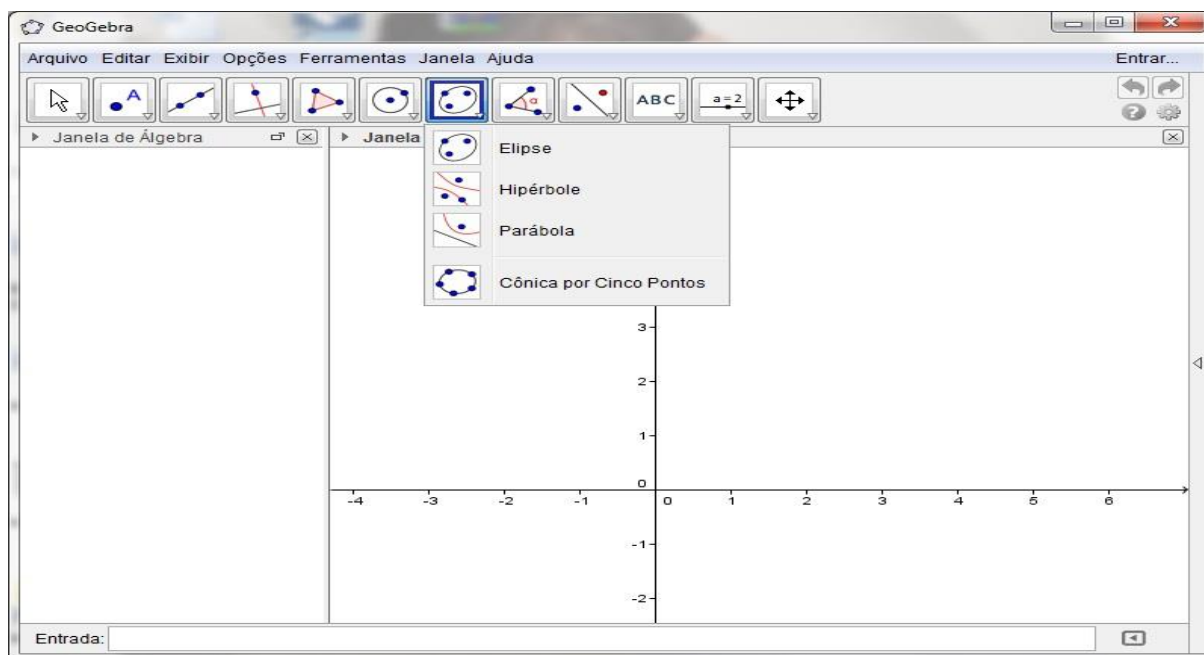 GeoGebra
Arquivo Editar Exibir Opções Ferramentas Janela Ajuda Entrar...
A α ABC a=2
Janela de Álgebra Janela
Elipse
Hipérbole
Parábola
Cônica por Cinco Pontos
3
2
1
0
-4 -3 -2 -1 0 1 2 3 4 5 6
-1
-2
Entrada: